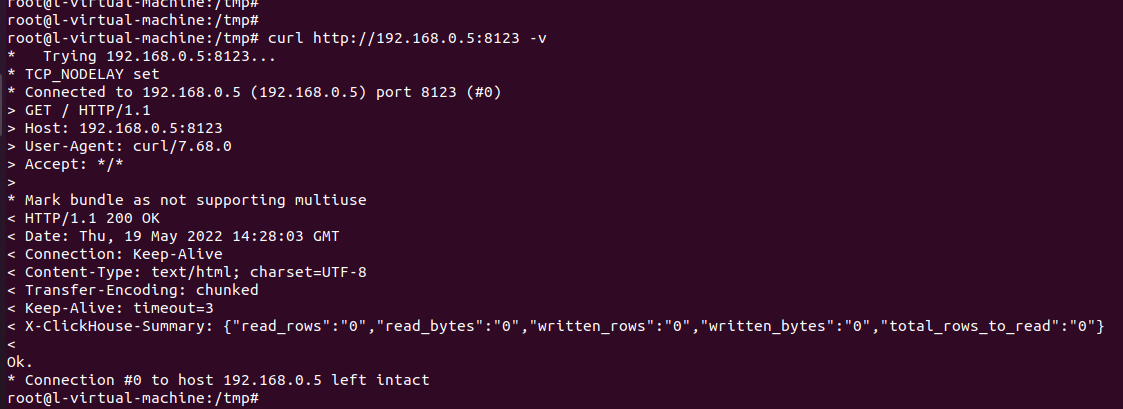 root@l-virtual-machine:/tmp#
root@l-virtual-machine:/tmp#
root@l-virtual-machine:/tmp# curl http://192.168.0.5:8123 -v
*   Trying 192.168.0.5:8123...
* TCP_NODELAY set
* Connected to 192.168.0.5 (192.168.0.5) port 8123 (#0)
> GET / HTTP/1.1
> Host: 192.168.0.5:8123
> User-Agent: curl/7.68.0
> Accept: */*
>
* Mark bundle as not supporting multiuse
< HTTP/1.1 200 OK
< Date: Thu, 19 May 2022 14:28:03 GMT
< Connection: Keep-Alive
< Content-Type: text/html; charset=UTF-8
< Transfer-Encoding: chunked
< Keep-Alive: timeout=3
< X-ClickHouse-Summary: {"read_rows":"0","read_bytes":"0","written_rows":"0","written_bytes":"0","total_rows_to_read":"0"}
<
Ok.
* Connection #0 to host 192.168.0.5 left intact
root@l-virtual-machine:/tmp#